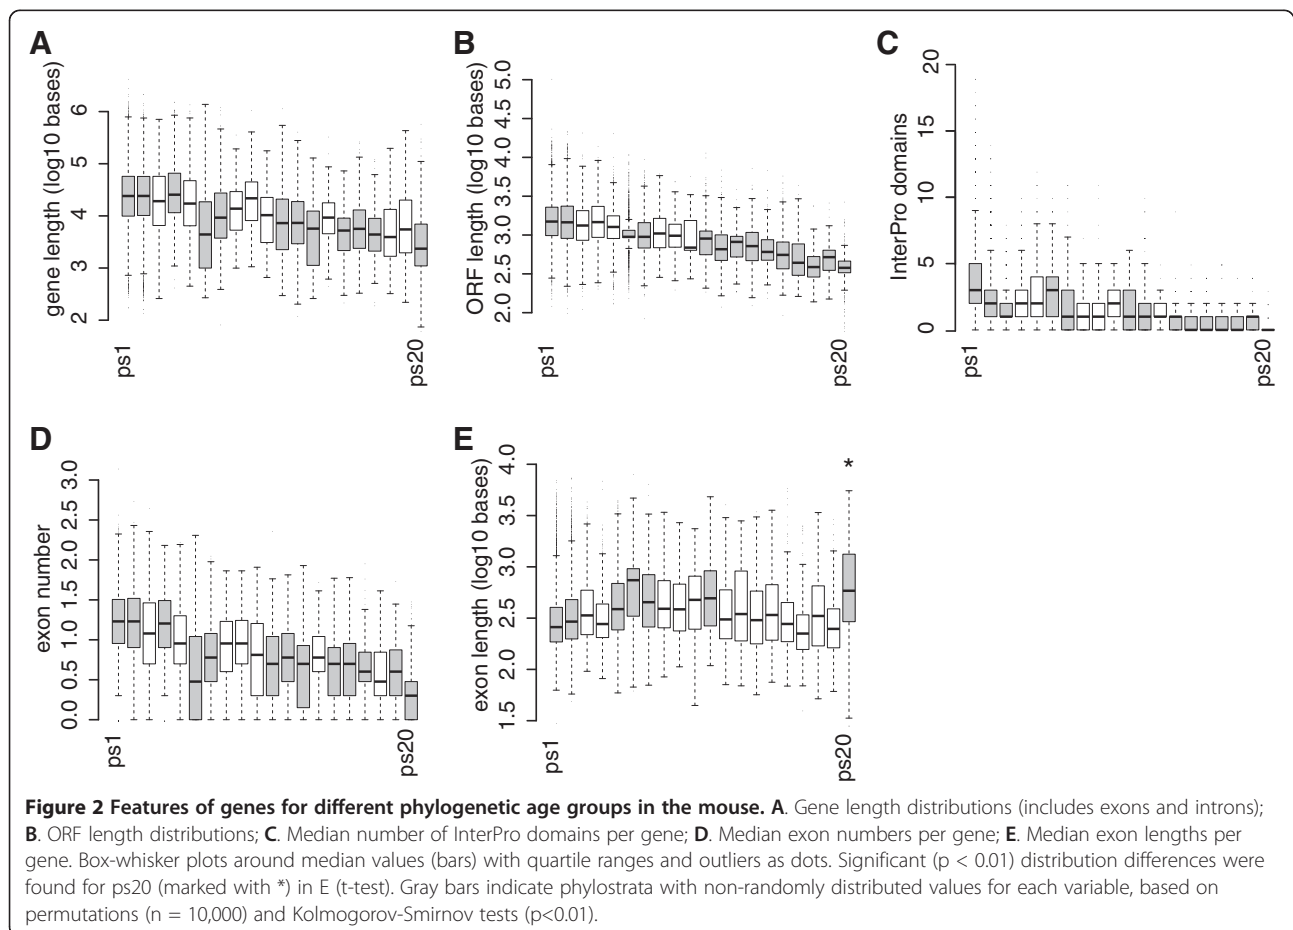 A
gene length (log10 bases)
6
5
4
3
2
ps1
ps20
B
ORF length (log10 bases)
5.0
4.5
4.0
3.5
3.0
2.5
2.0
ps1
ps20
C
InterPro domains
20
15
10
5
0
ps1
ps20
D
exon number
3.0
2.5
2.0
1.5
1.0
0.5
0.0
ps1
ps20
E
exon length (log10 bases)
4.0
3.5
3.0
2.5
2.0
1.5
*
ps1
ps20
Figure 2 Features of genes for different phylogenetic age groups in the mouse. A. Gene length distributions (includes exons and introns);
B. ORF length distributions; C. Median number of InterPro domains per gene; D. Median exon numbers per gene; E. Median exon lengths per
gene. Box-whisker plots around median values (bars) with quartile ranges and outliers as dots. Significant (p < 0.01) distribution differences were
found for ps20 (marked with *) in E (t-test). Gray bars indicate phylostrata with non-randomly distributed values for each variable, based on
permutations (n = 10,000) and Kolmogorov-Smirnov tests (p<0.01).